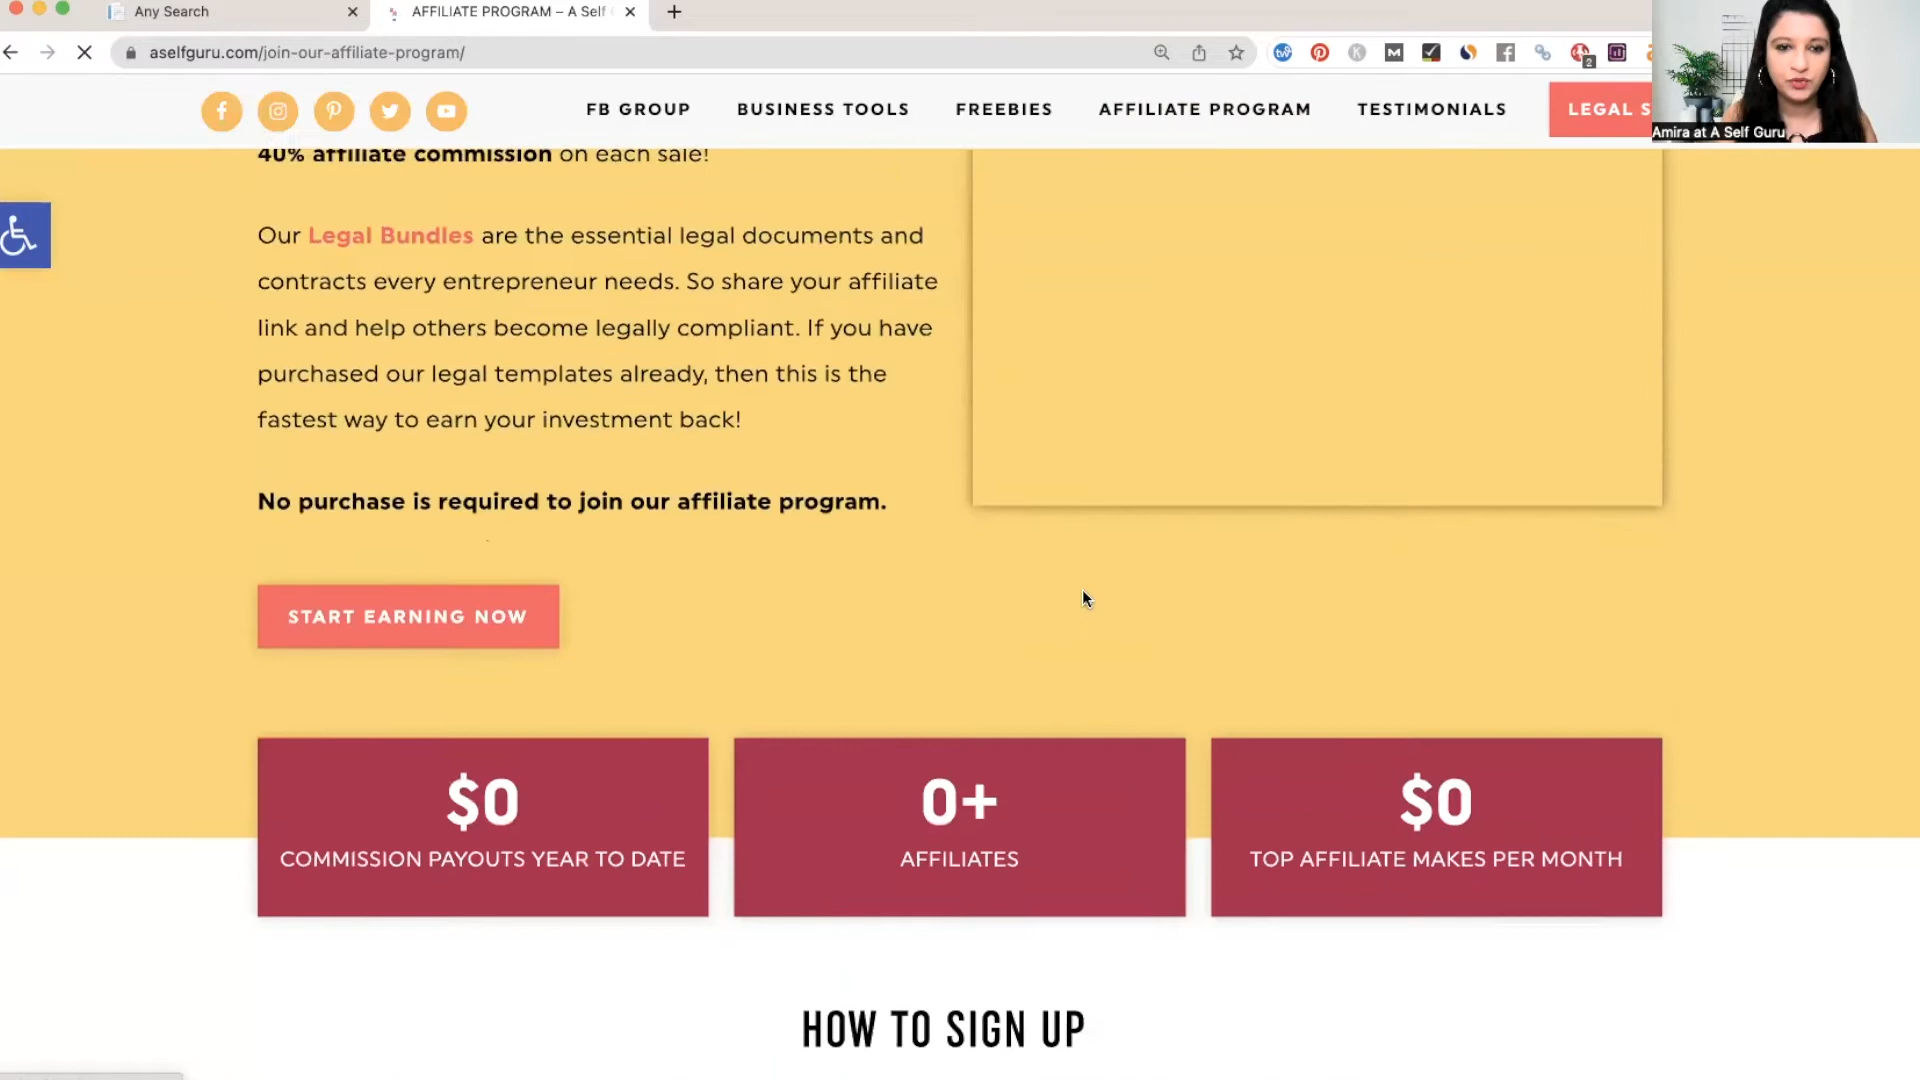 Any Search
AFFILIATE PROGRAM – A Self
aselfguru.com/join-our-affiliate-program/
FB GROUP
BUSINESS TOOLS
FREEBIES
AFFILIATE PROGRAM
TESTIMONIALS
LEGAL S
Amira at A Self Guru
40% affiliate commission on each sale!
Our Legal Bundles are the essential legal documents and
contracts every entrepreneur needs. So share your affiliate
link and help others become legally compliant. If you have
purchased our legal templates already, then this is the
fastest way to earn your investment back!
No purchase is required to join our affiliate program.
START EARNING NOW
$0
COMMISSION PAYOUTS YEAR TO DATE
0+
AFFILIATES
$0
TOP AFFILIATE MAKES PER MONTH
HOW TO SIGN UP